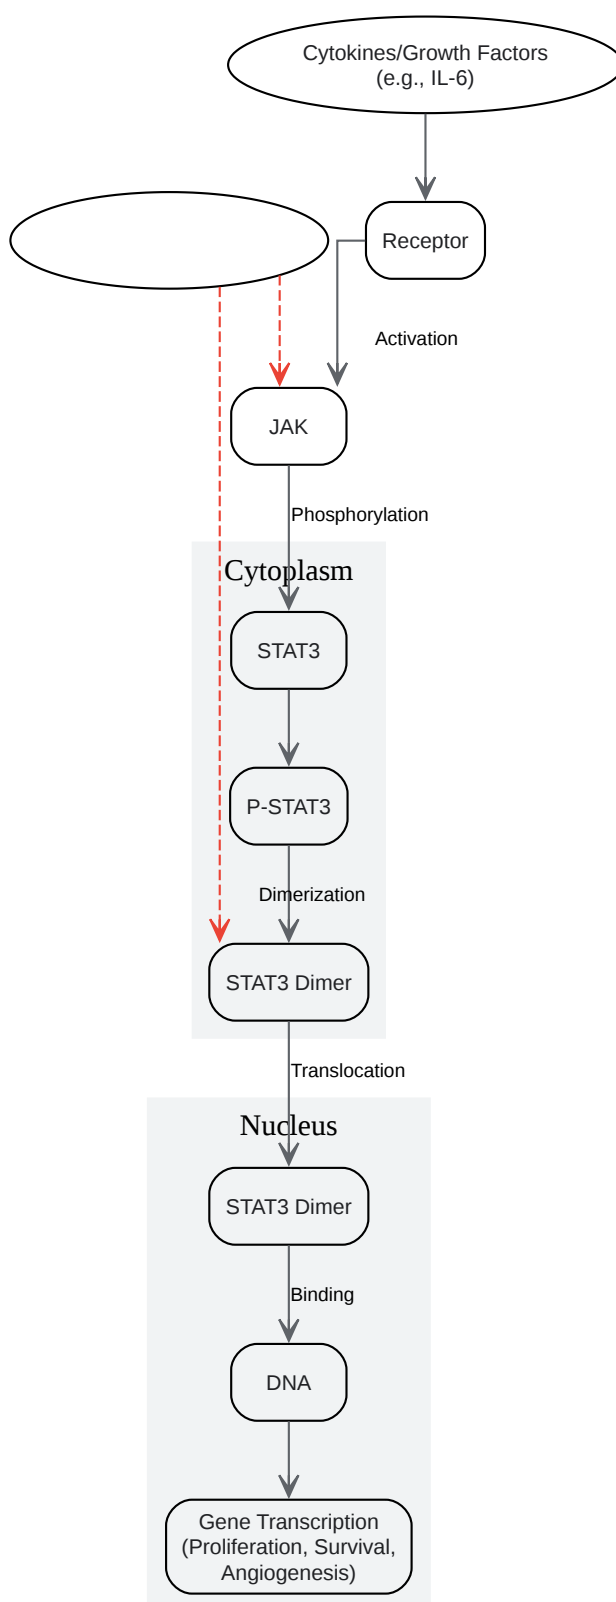 Cytokines/Growth Factors
(e.g., IL-6)
Receptor
Activation
JAK
Phosphorylation
Cytoplasm
STAT3
P-STAT3
Dimerization
STAT3 Dimer
Translocation
Nucleus
STAT3 Dimer
Binding
DNA
Gene Transcription
(Proliferation, Survival,
Angiogenesis)